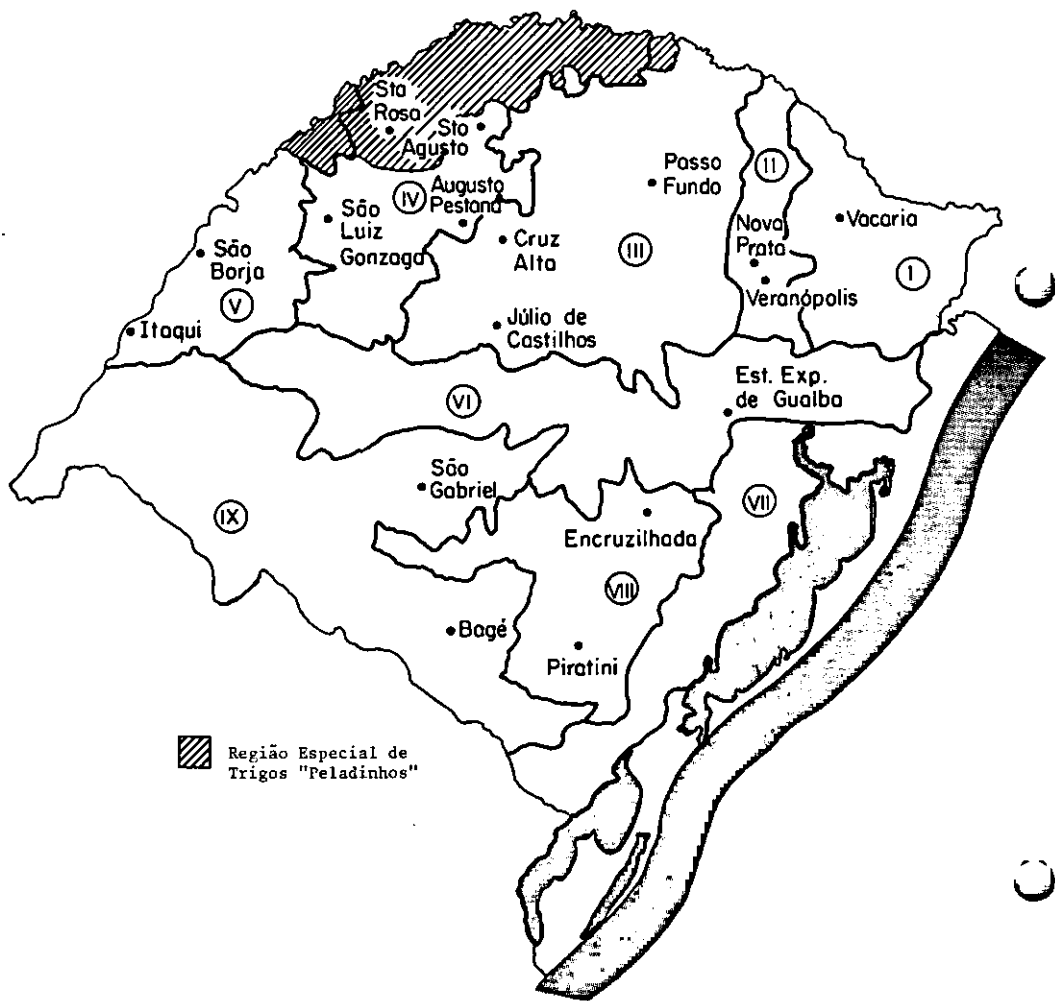 Sta
Rosa
Sto
Agusto
Passo
Fundo
II
IV
Augusto
Pestana
São
Luiz
Gonzaga
Vacaria
Nova
Prata
Cruz
Alta
III
São
Borja
I
V
Veranópolis
Itaqui
Júlio de
Castilhos
Est. Exp.
de Gualba
VI
São
Gabriel
VII
IX
Encruzilhada
VIII
Bagé
Piratini
Região Especial de
Trigos "Peladinhos"